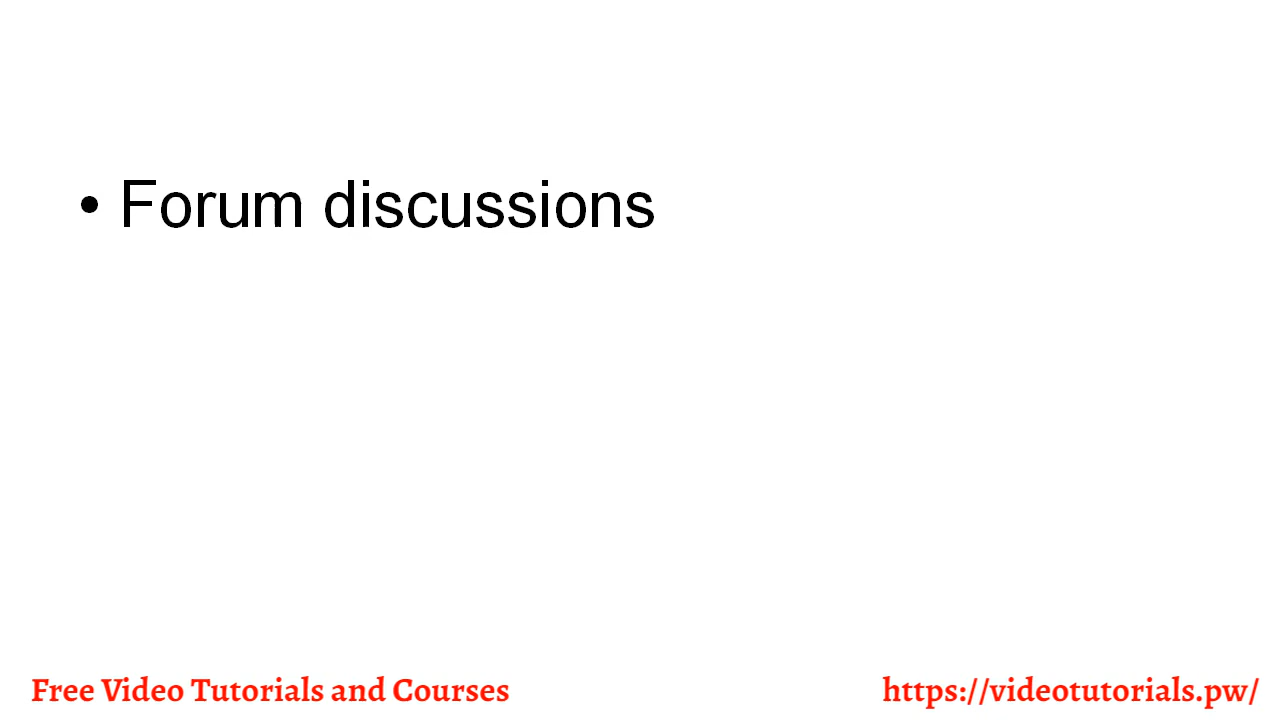 • Forum discussions
Free Video Tutorials and Courses
https://videotutorials.pw/